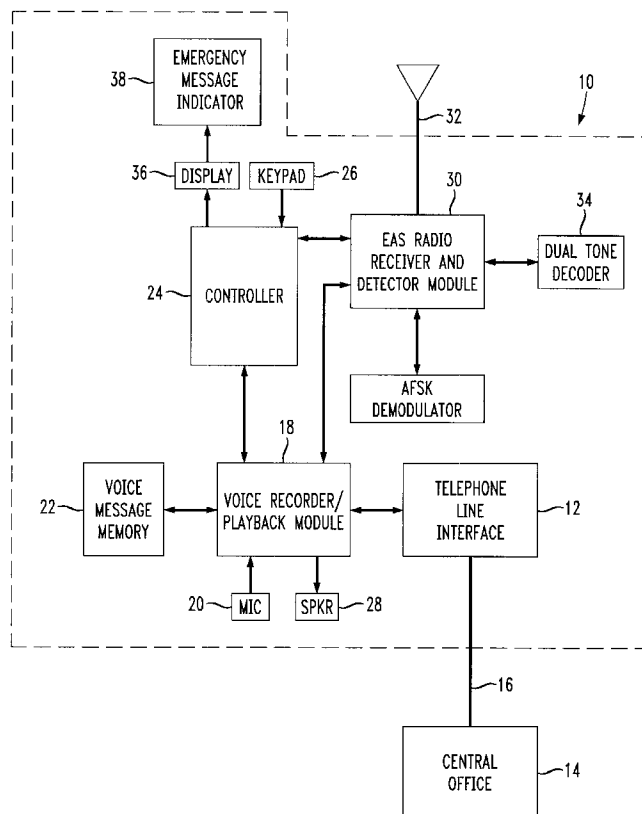 EMERGENCY
MESSAGE
INDICATOR
38
10
32
36
DISPLAY
KEYPAD
26
30
34
EAS RADIO
RECEIVER AND
DETECTOR MODULE
DUAL TONE
DECODER
24
CONTROLLER
AFSK
DEMODULATOR
18
22
VOICE
MESSAGE
MEMORY
VOICE RECORDER/
PLAYBACK MODULE
TELEPHONE
LINE
INTERFACE
12
20
MIC
SPKR
28
16
CENTRAL
OFFICE
14